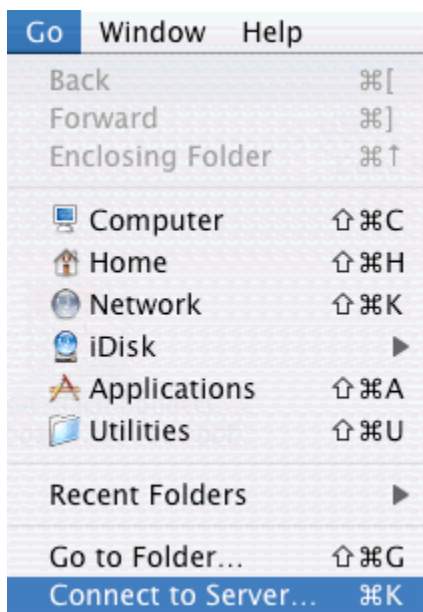 Go Window Help
Back ⌘[
Forward ⌘]
Enclosing Folder ⌘↑
Computer ⇧⌘C
Home ⇧⌘H
Network ⇧⌘K
iDisk ▶
Applications ⇧⌘A
Utilities ⇧⌘U
Recent Folders ▶
Go to Folder... ⇧⌘G
Connect to Server... ⌘K